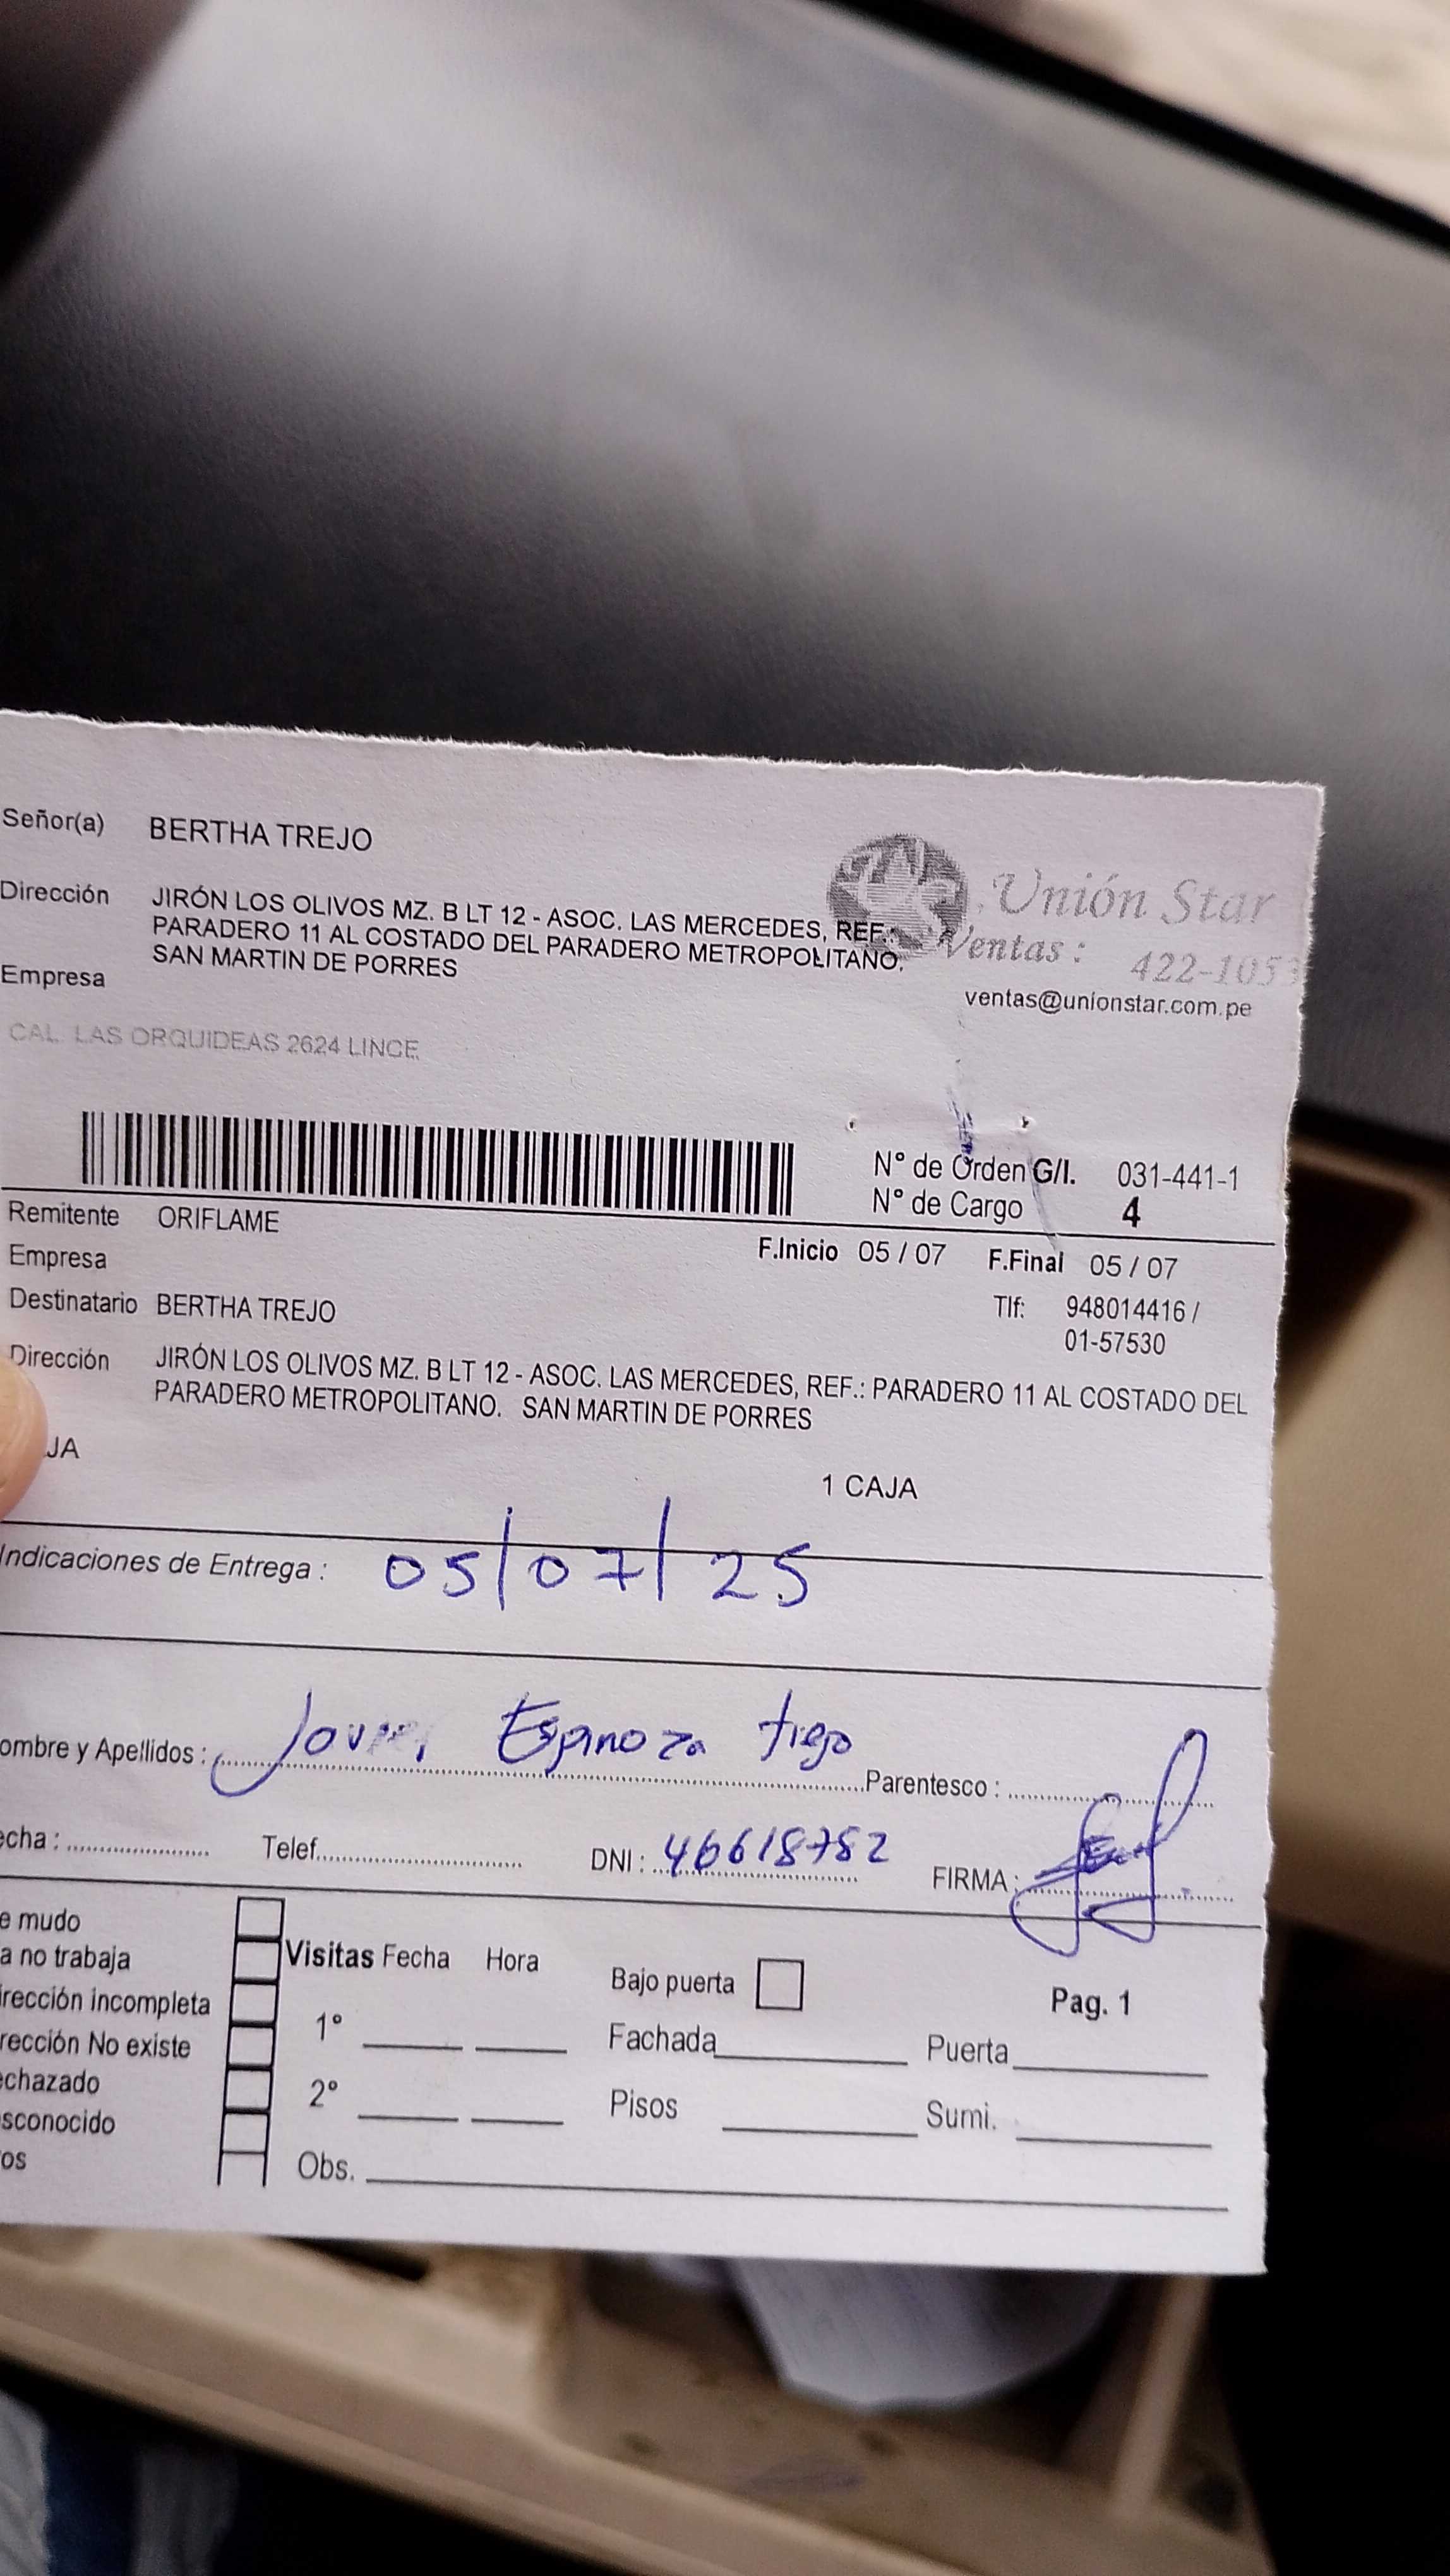 Señor(a) BERTHA TREJO
Dirección JIRÓN LOS OLIVOS MZ. B LT 12 - ASOC. LAS MERCEDES, REF.:
PARADERO 11 AL COSTADO DEL PARADERO METROPOLITANO.
SAN MARTIN DE PORRES
Empresa
Unión Star
Ventas : 422-1053
ventas@unionstar.com.pe
CAL. LAS ORQUIDEAS 2624 LINCE
N° de Orden G/I. 031-441-1
N° de Cargo 4
Remitente ORIFLAME
Empresa
F.Inicio 05 / 07 F.Final 05 / 07
Destinatario BERTHA TREJO
Tlf: 948014416 /
01-57530
Dirección JIRÓN LOS OLIVOS MZ. B LT 12 - ASOC. LAS MERCEDES, REF.: PARADERO 11 AL COSTADO DEL
PARADERO METROPOLITANO. SAN MARTIN DE PORRES
JA
1 CAJA
Indicaciones de Entrega : 05/07/25
ombre y Apellidos : Espinoza Parentesco :
echa : Telef. DNI : 46618782 FIRMA :
e mudo
a no trabaja
irección incompleta
rección No existe
echazado
sconocido
os
Visitas Fecha Hora
1°
2°
Obs.
Bajo puerta
Pag. 1
Fachada Puerta
Pisos Sumi.